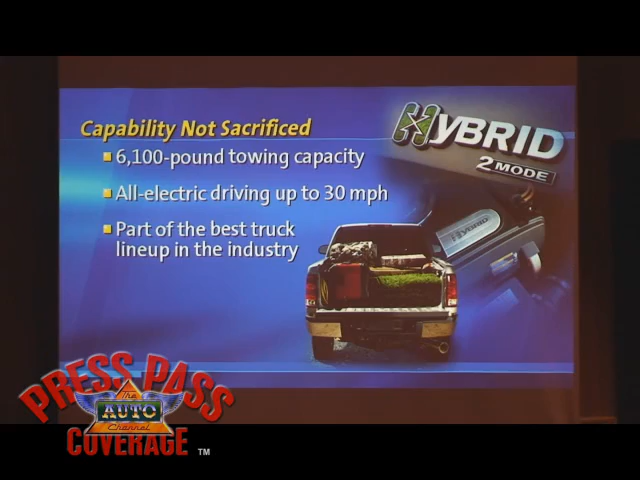 Capability Not Sacrificed
HYBRID
2 MODE
6,100-pound towing capacity
All-electric driving up to 30 mph
Part of the best truck
lineup in the industry
HYBRID
PRESS PASS
The
AUTO
Channel
COVERAGE
TM